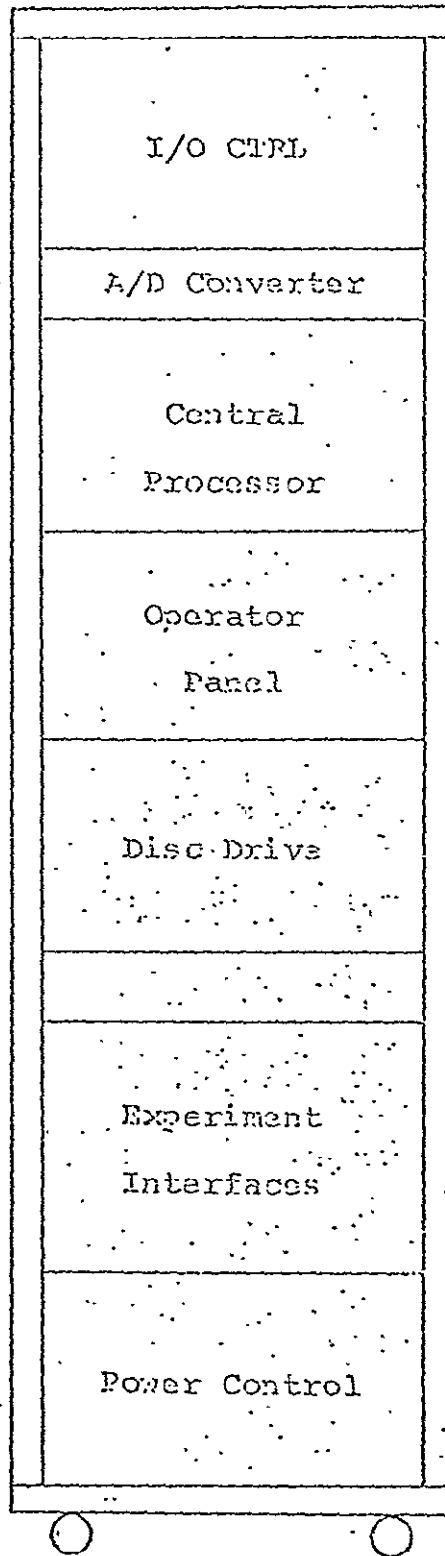 I/O CTRL
A/D Converter
Central
Processor
Operator
Panel
Disc Drive
Experiment
Interfaces
Power Control